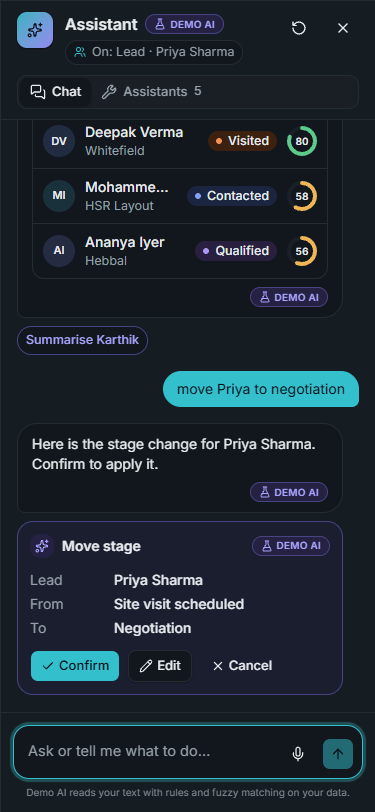 Assistant
DEMO AI
On: Lead · Priya Sharma
Chat
Assistants 5
DV
Deepak Verma
Whitefield
Visited
80
MI
Mohamme...
HSR Layout
Contacted
58
AI
Ananya Iyer
Hebbal
Qualified
56
DEMO AI
Summarise Karthik
move Priya to negotiation
Here is the stage change for Priya Sharma.
Confirm to apply it.
DEMO AI
Move stage
DEMO AI
Lead Priya Sharma
From Site visit scheduled
To Negotiation
Confirm
Edit
Cancel
Ask or tell me what to do...
Demo AI reads your text with rules and fuzzy matching on your data.